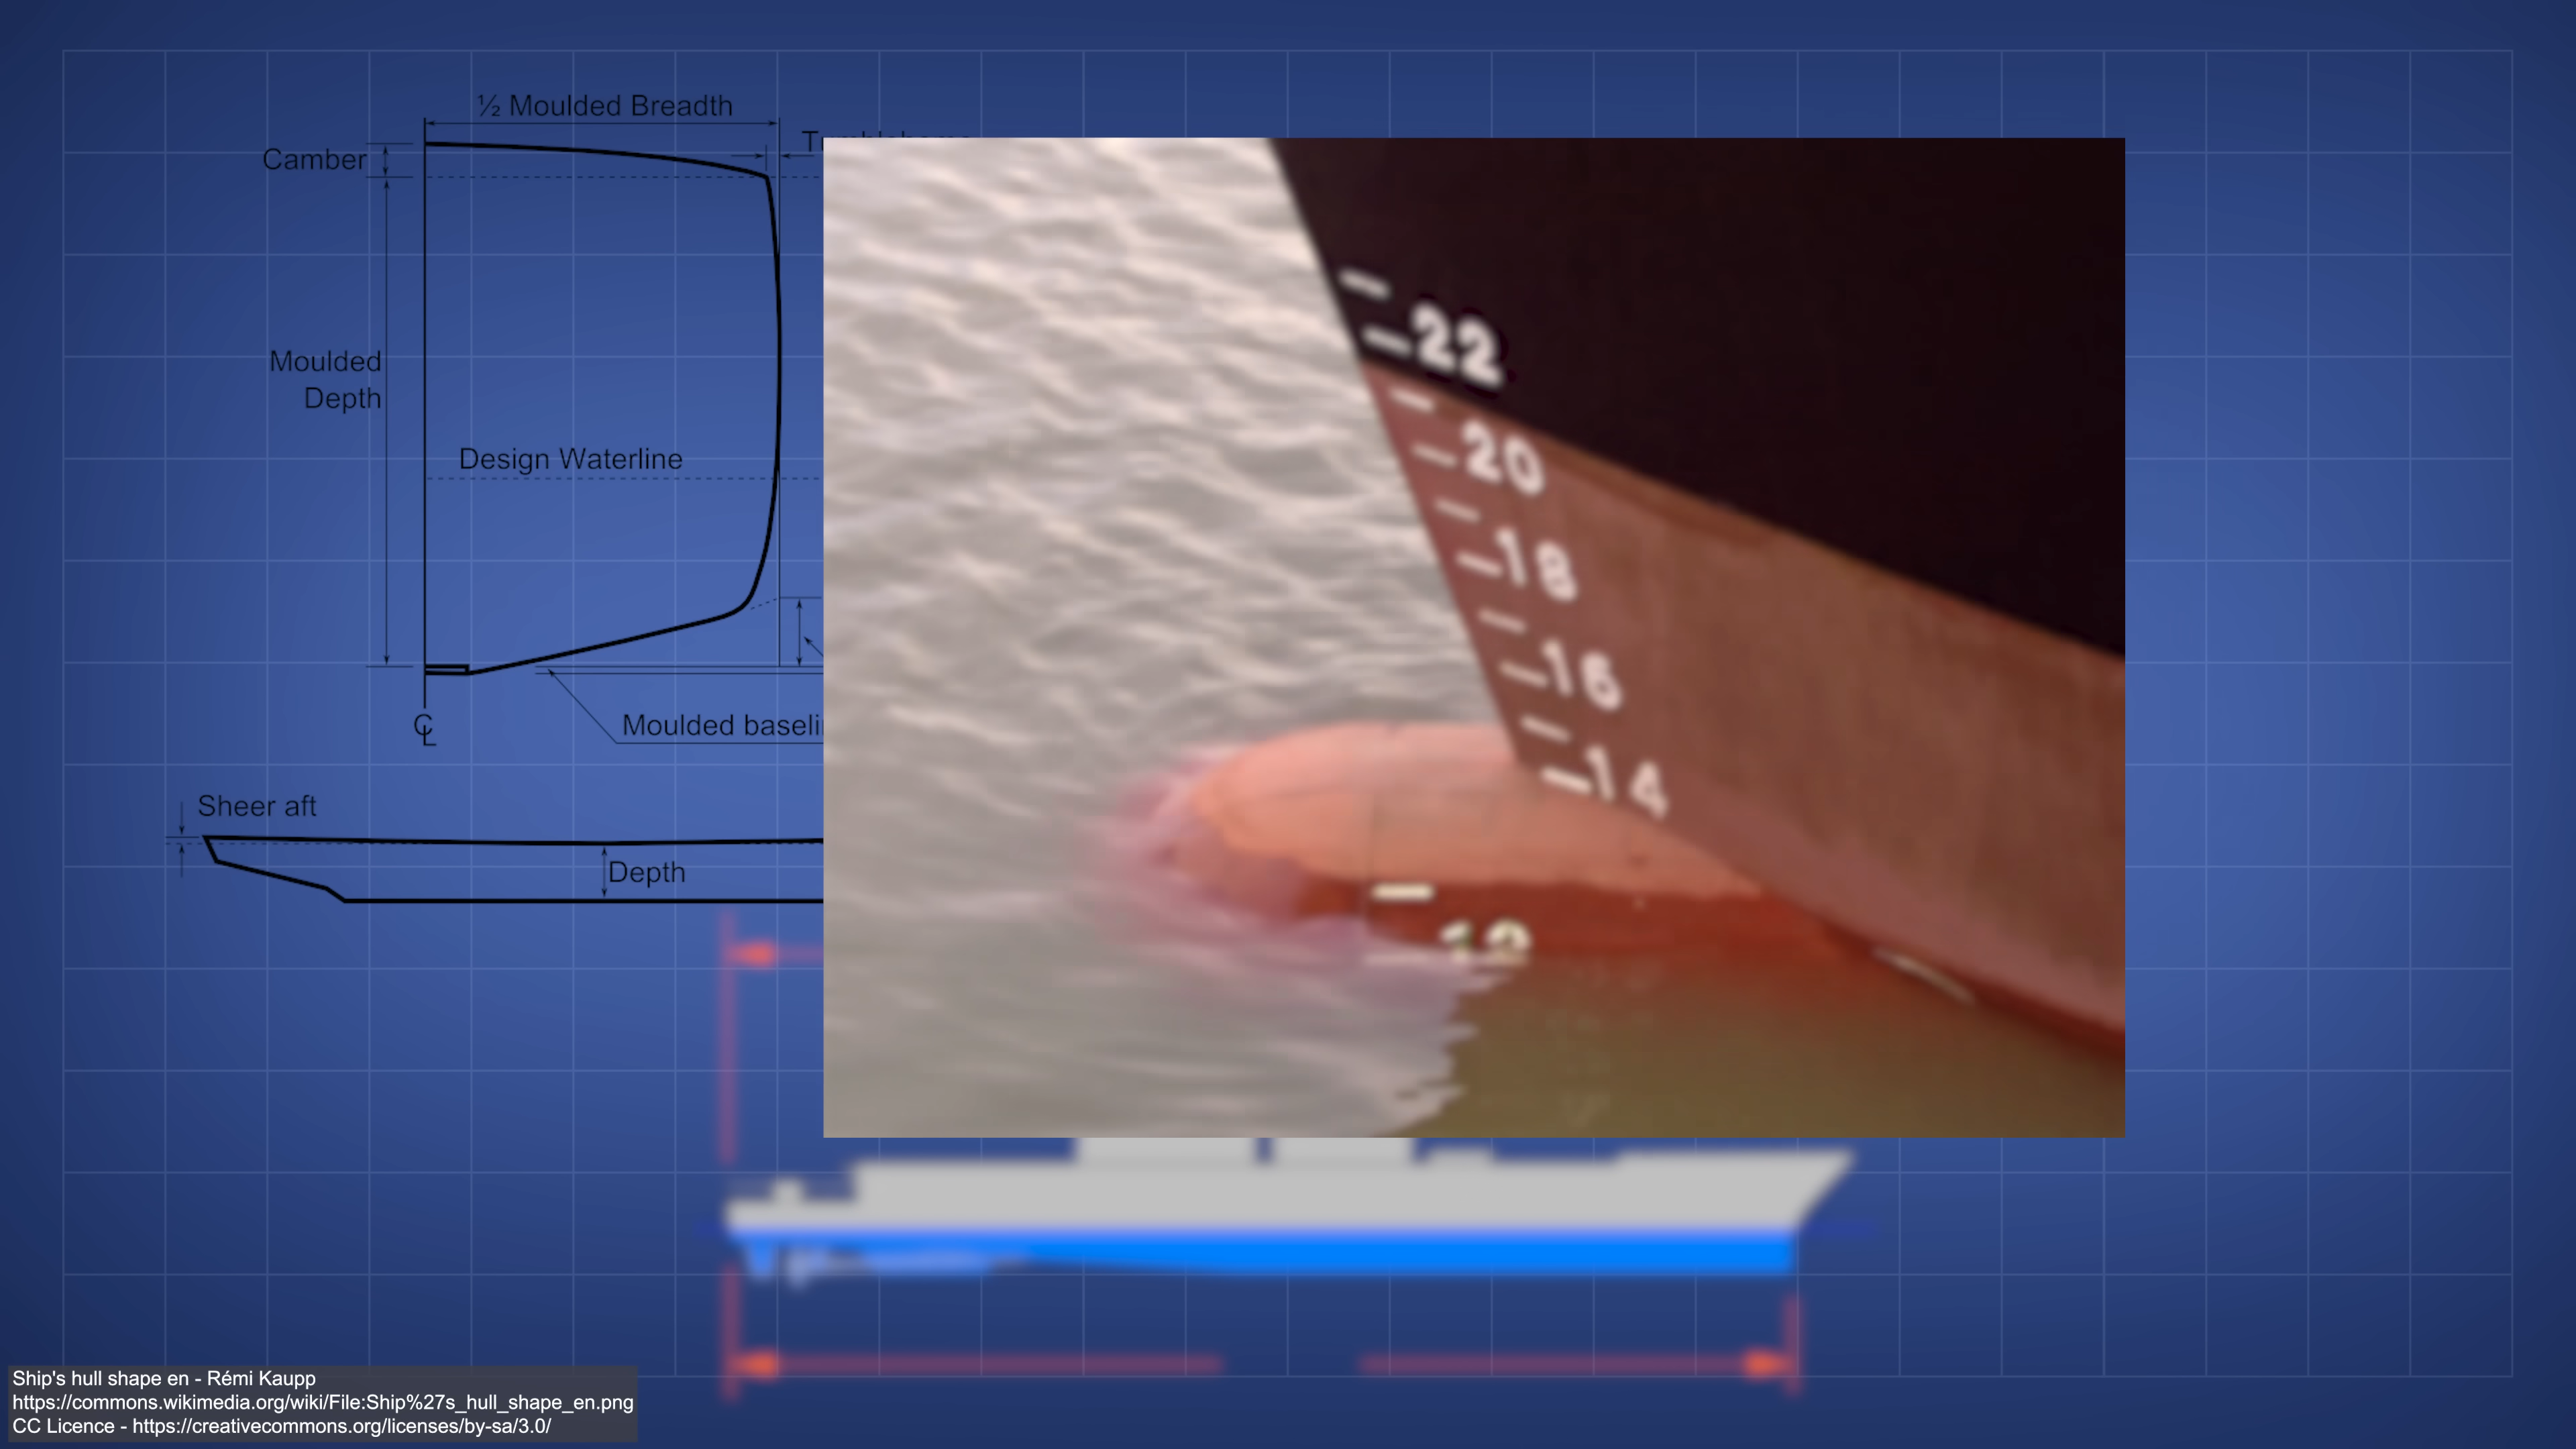 ½ Moulded Breadth
Camber
Moulded
Depth
Design Waterline
Moulded
Sheer aft
Depth
22
20
18
16
14
Ship's hull shape en - Rémi Kaupp
https://commons.wikimedia.org/wiki/File:Ship%27s_hull_shape_en.png
CC Licence - https://creativecommons.org/licenses/by-sa/3.0/